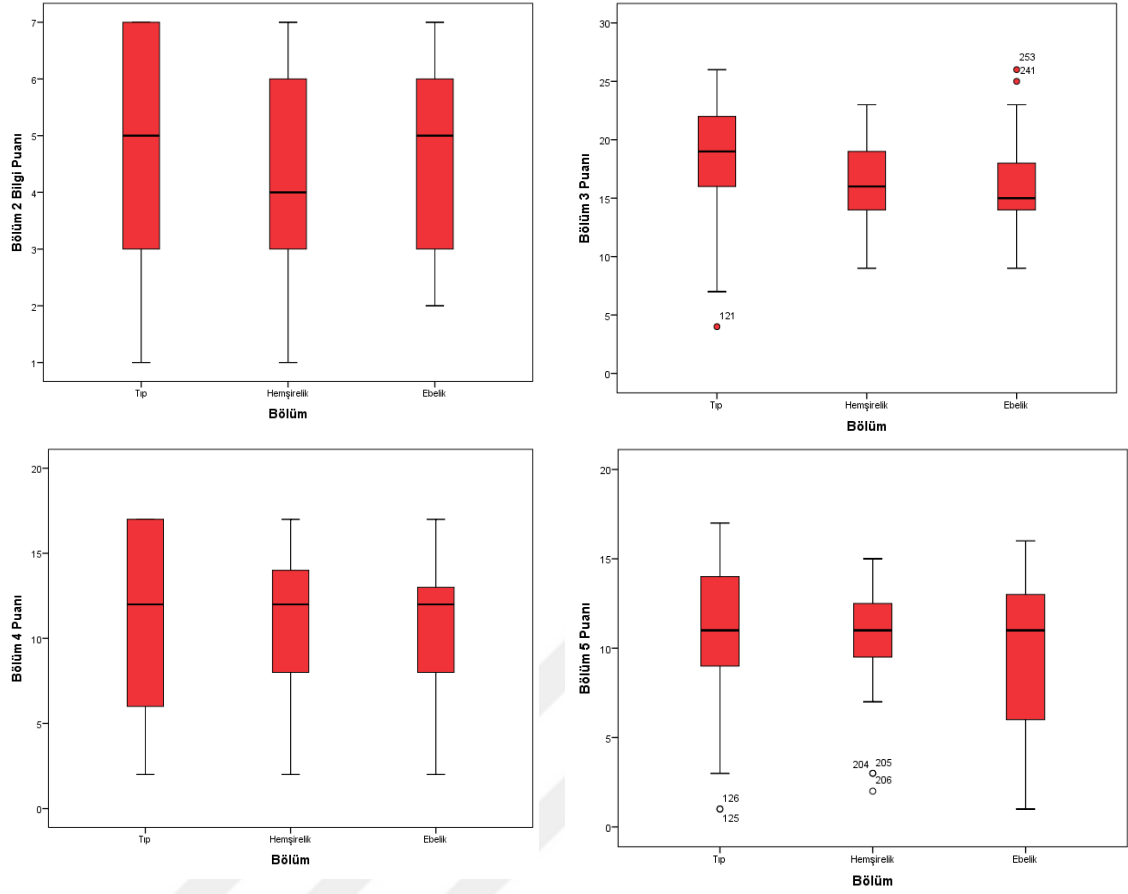 Bölüm 2 Bilgi Puanı
7
6
5
4
3
2
1
Tıp Hemşirelik Ebelik
Bölüm
Bölüm 3 Puanı
30
25
20
15
10
5
0
253
241
121
Tıp Hemşirelik Ebelik
Bölüm
Bölüm 4 Puanı
20
15
10
5
0
Tıp Hemşirelik Ebelik
Bölüm
Bölüm 5 Puanı
20
15
10
5
0
126
125
204 205
206
Tıp Hemşirelik Ebelik
Bölüm